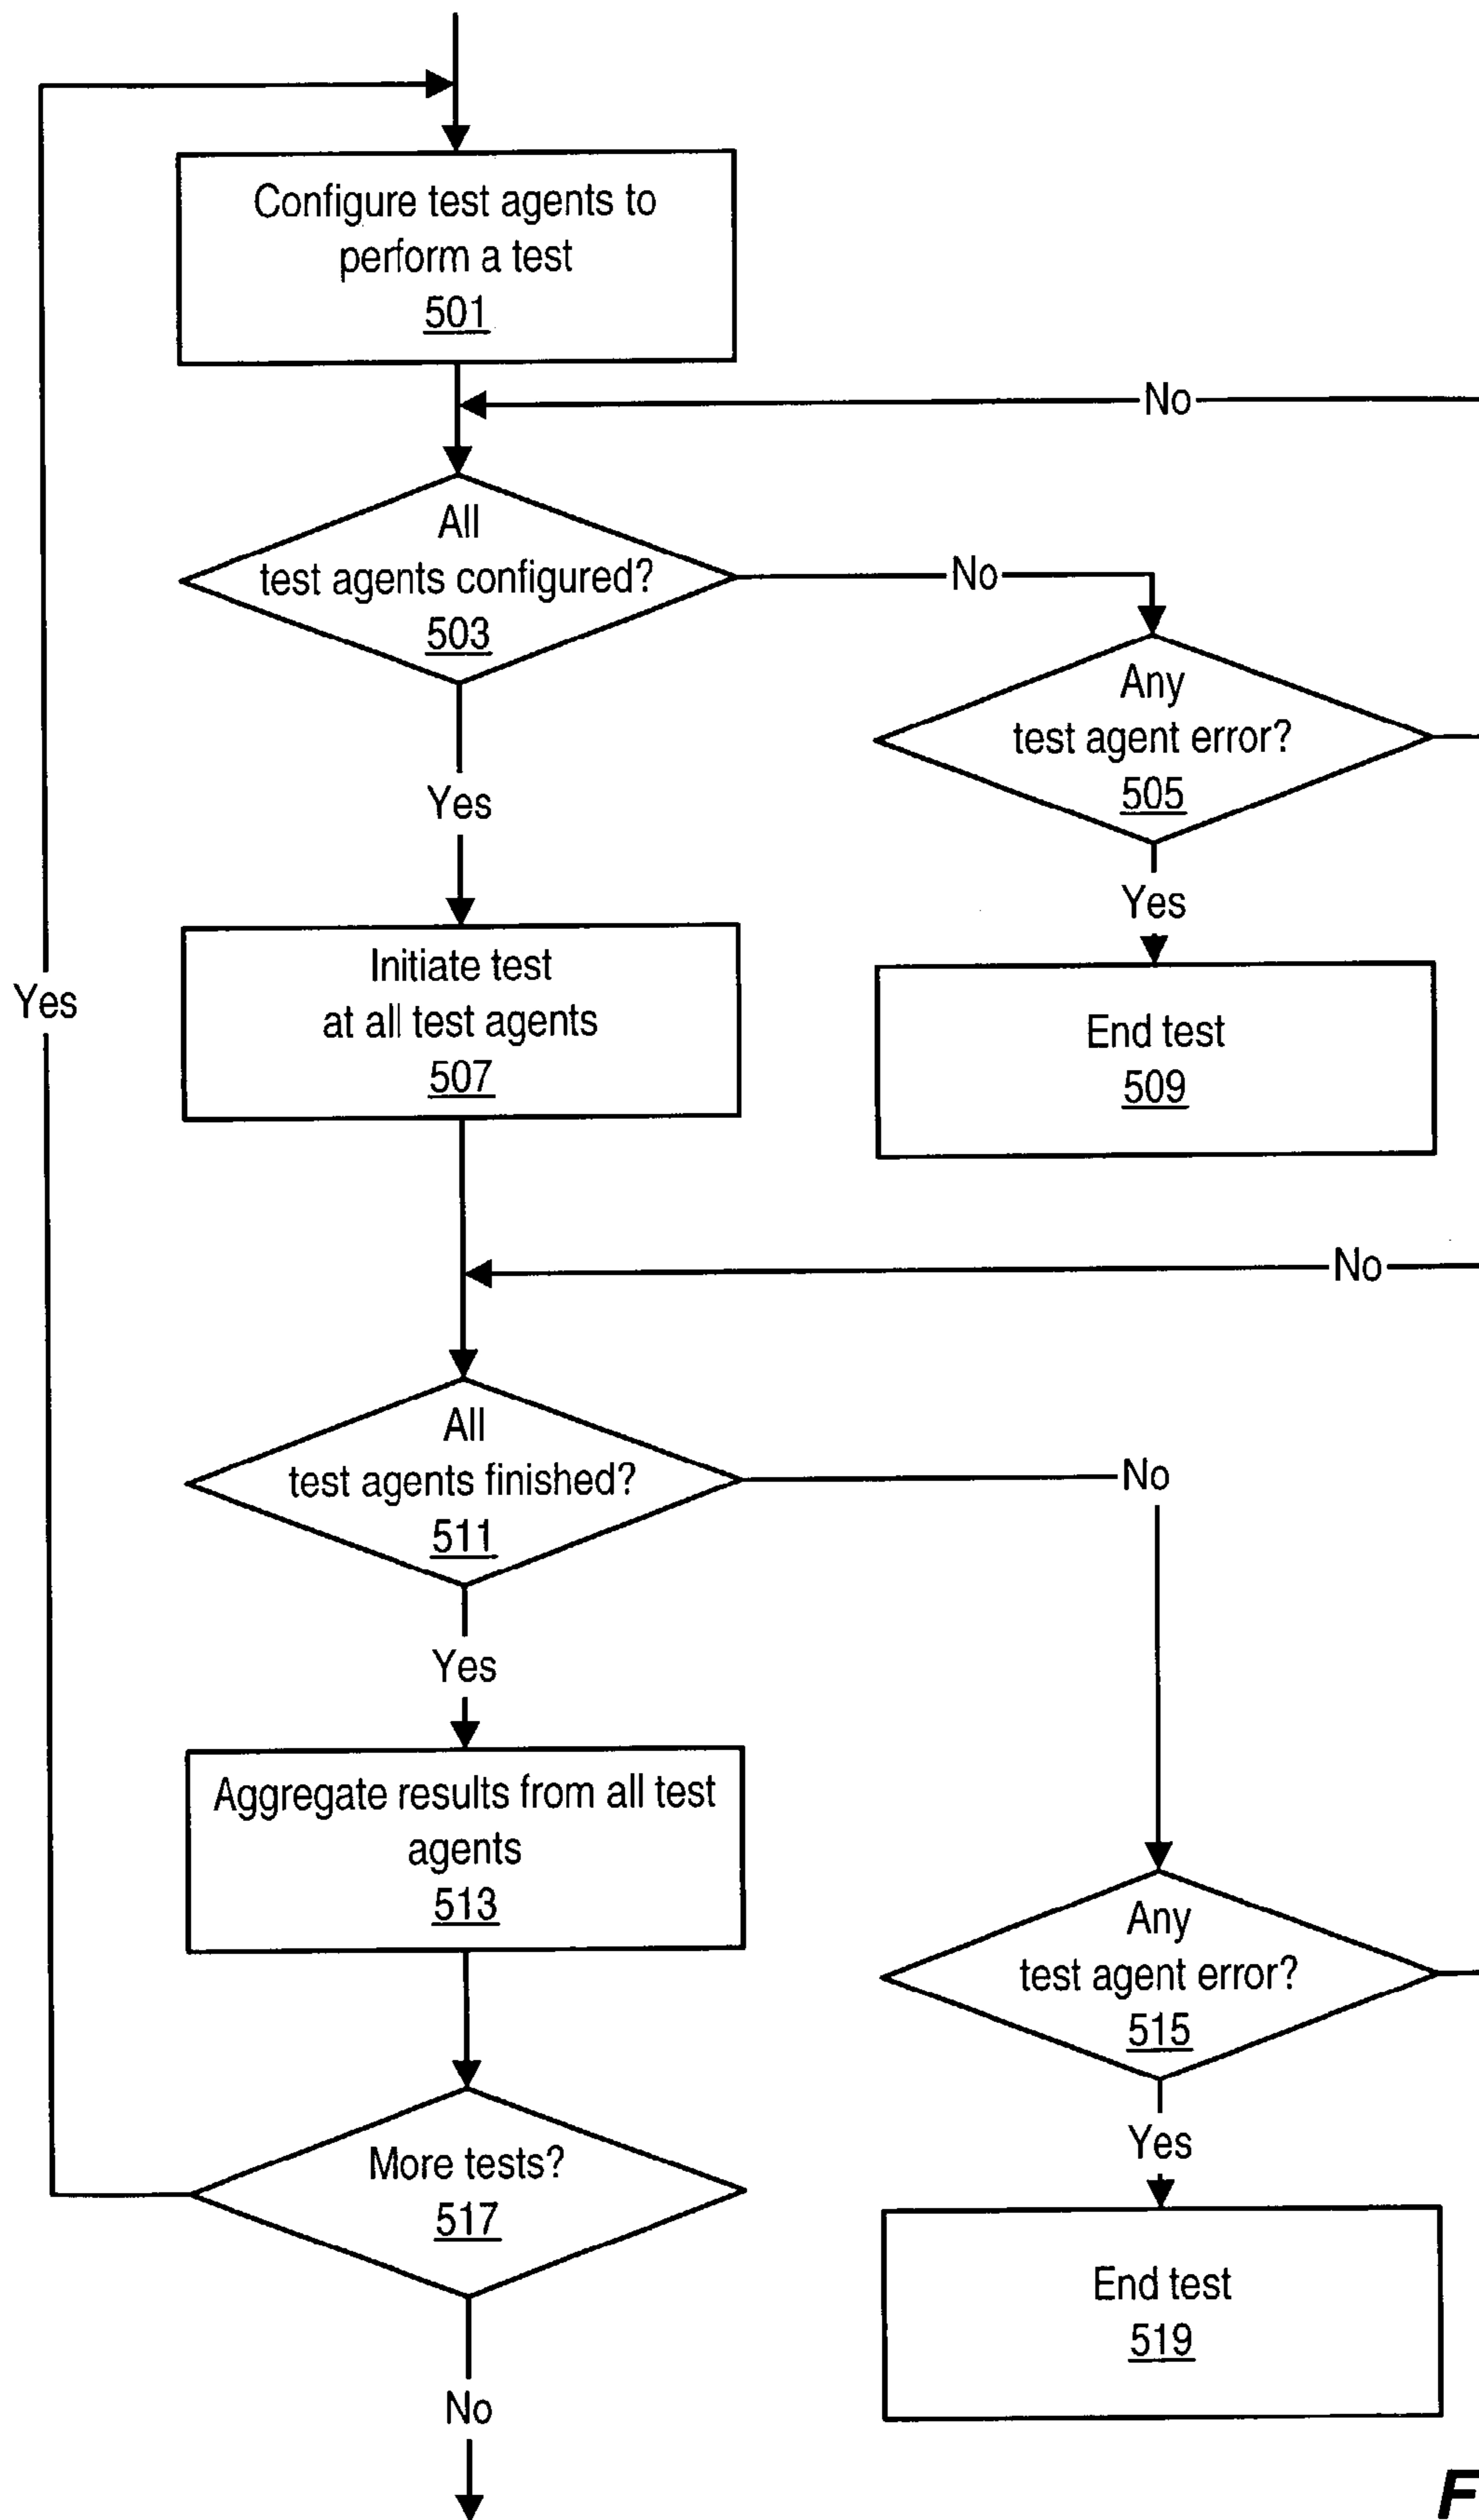 Configure test agents to
perform a test
501
No
All
test agents configured?
503
No
Any
test agent error?
505
Yes
Yes
Initiate test
at all test agents
507
End test
509
Yes
No
All
test agents finished?
511
No
Yes
Aggregate results from all test
agents
513
Any
test agent error?
515
Yes
More tests?
517
End test
519
No
F